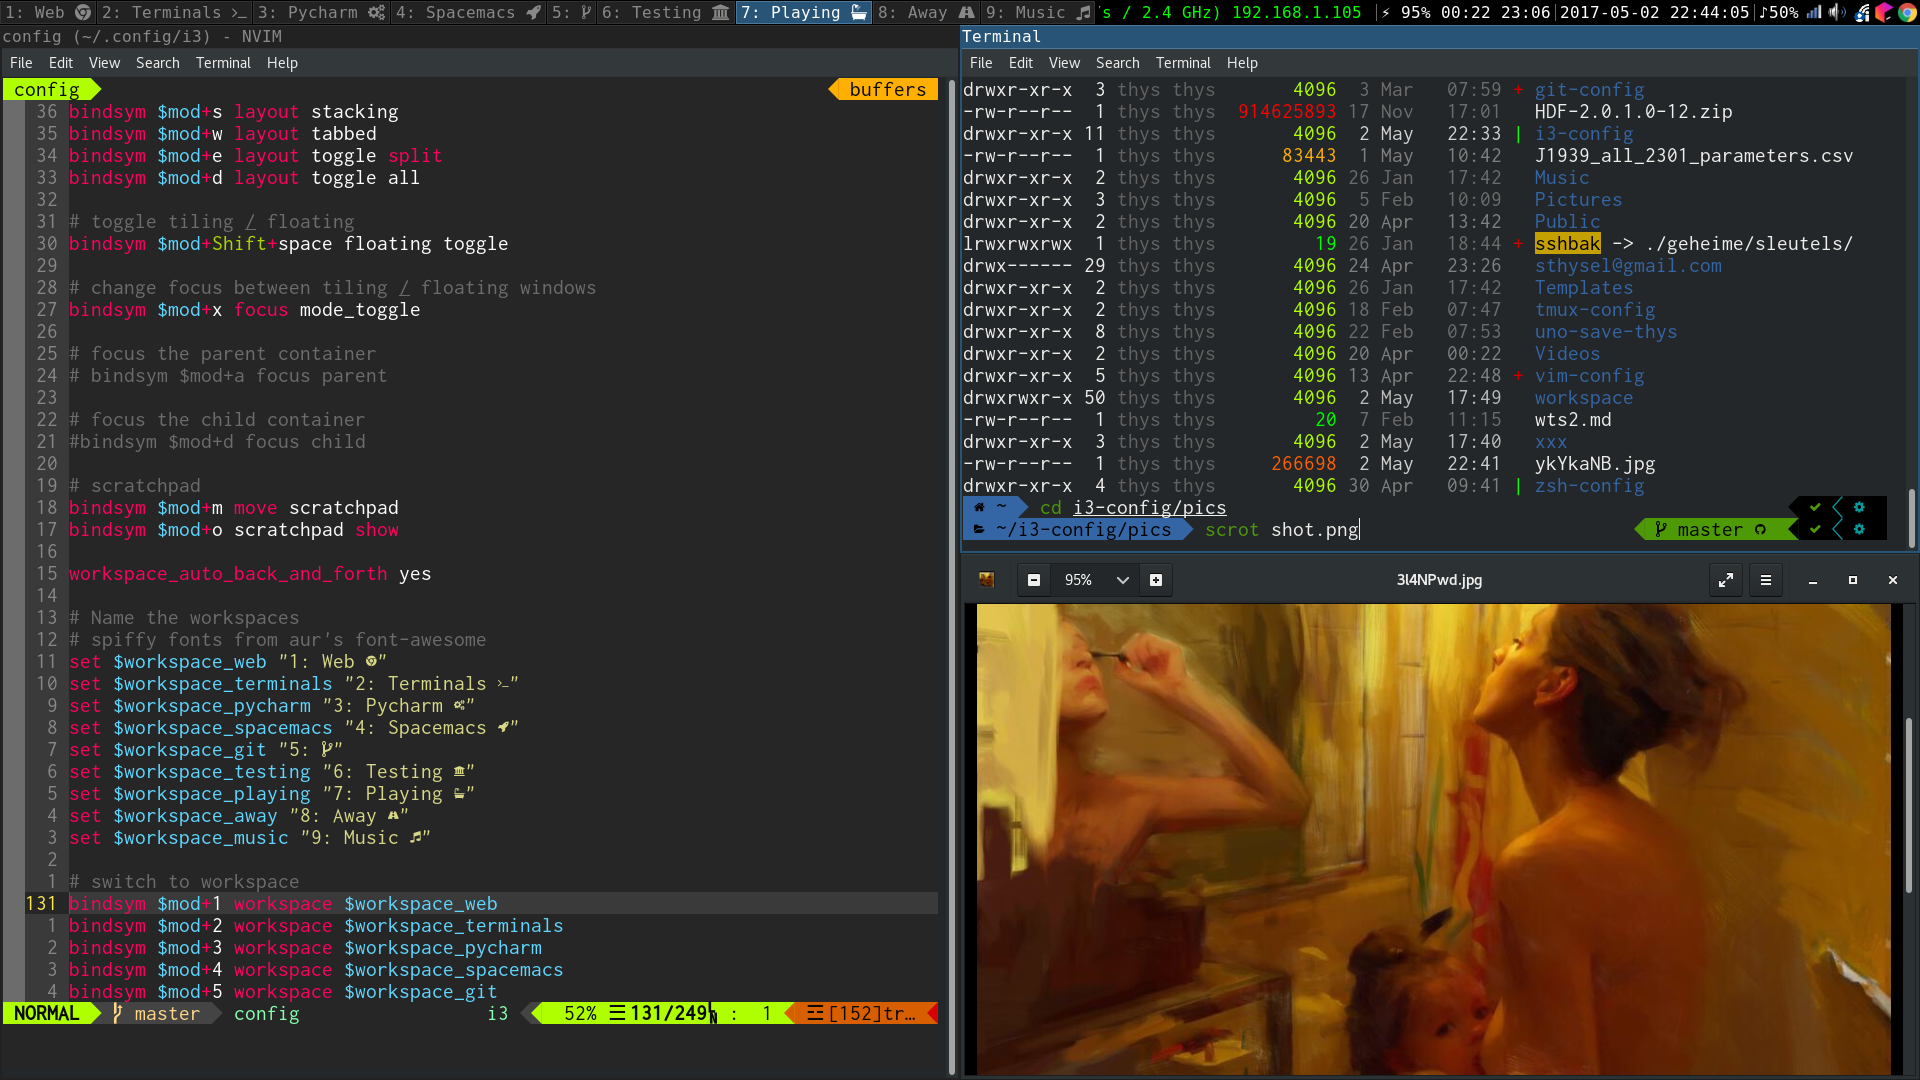 1: Web 2: Terminals 3: Pycharm 4: Spacemacs 5: 6: Testing 7: Playing 8: Away 9: Music 's / 2.4 GHz) 192.168.1.105 |⚡ 95% 00:22 23:06|2017-05-02 22:44:05|♪50%
config (~/.config/i3) - NVIM
File Edit View Search Terminal Help
config buffers
36 bindsym $mod+s layout stacking
35 bindsym $mod+w layout tabbed
34 bindsym $mod+e layout toggle split
33 bindsym $mod+d layout toggle all
32
31 # toggle tiling / floating
30 bindsym $mod+Shift+space floating toggle
29
28 # change focus between tiling / floating windows
27 bindsym $mod+x focus mode_toggle
26
25 # focus the parent container
24 # bindsym $mod+a focus parent
23
22 # focus the child container
21 #bindsym $mod+d focus child
20
19 # scratchpad
18 bindsym $mod+m move scratchpad
17 bindsym $mod+o scratchpad show
16
15 workspace_auto_back_and_forth yes
14
13 # Name the workspaces
12 # spiffy fonts from aur's font-awesome
11 set $workspace_web "1: Web "
10 set $workspace_terminals "2: Terminals >_"
9 set $workspace_pycharm "3: Pycharm "
8 set $workspace_spacemacs "4: Spacemacs "
7 set $workspace_git "5: "
6 set $workspace_testing "6: Testing "
5 set $workspace_playing "7: Playing "
4 set $workspace_away "8: Away "
3 set $workspace_music "9: Music ♫"
2
1 # switch to workspace
131 bindsym $mod+1 workspace $workspace_web
1 bindsym $mod+2 workspace $workspace_terminals
2 bindsym $mod+3 workspace $workspace_pycharm
3 bindsym $mod+4 workspace $workspace_spacemacs
4 bindsym $mod+5 workspace $workspace_git
NORMAL master config i3 52% ☰131/249 : 1 [152]tr…
Terminal
File Edit View Search Terminal Help
drwxr-xr-x 3 thys thys 4096 3 Mar 07:59 + git-config
-rw-r--r-- 1 thys thys 914625893 17 Nov 17:01 HDF-2.0.1.0-12.zip
drwxr-xr-x 11 thys thys 4096 2 May 22:33 | i3-config
-rw-r--r-- 1 thys thys 83443 1 May 10:42 J1939_all_2301_parameters.csv
drwxr-xr-x 2 thys thys 4096 26 Jan 17:42 Music
drwxr-xr-x 3 thys thys 4096 5 Feb 10:09 Pictures
drwxr-xr-x 2 thys thys 4096 20 Apr 13:42 Public
lrwxrwxrwx 1 thys thys 19 26 Jan 18:44 + sshbak -> ./geheime/sleutels/
drwx------ 29 thys thys 4096 24 Apr 23:26 sthysel@gmail.com
drwxr-xr-x 2 thys thys 4096 26 Jan 17:42 Templates
drwxr-xr-x 2 thys thys 4096 18 Feb 07:47 tmux-config
drwxr-xr-x 8 thys thys 4096 22 Feb 07:53 uno-save-thys
drwxr-xr-x 2 thys thys 4096 20 Apr 00:22 Videos
drwxr-xr-x 5 thys thys 4096 13 Apr 22:48 + vim-config
drwxrwxr-x 50 thys thys 4096 2 May 17:49 workspace
-rw-r--r-- 1 thys thys 20 7 Feb 11:15 wts2.md
drwxr-xr-x 3 thys thys 4096 2 May 17:40 xxx
-rw-r--r-- 1 thys thys 266698 2 May 22:41 ykYkaNB.jpg
drwxr-xr-x 4 thys thys 4096 30 Apr 09:41 | zsh-config
~ cd i3-config/pics ✓
~/i3-config/pics scrot shot.png master ✓
95% 3l4NPwd.jpg